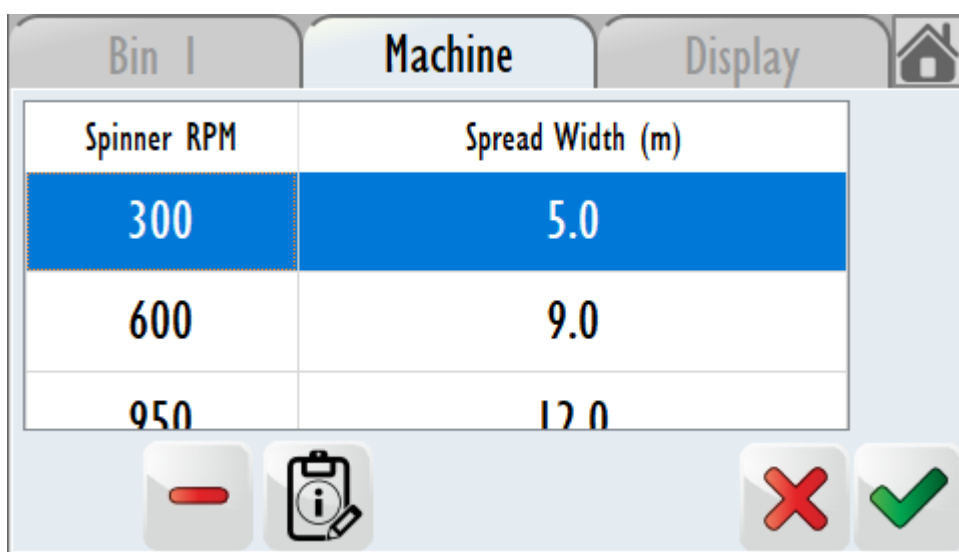 Bin 1 Machine Display
Spinner RPM Spread Width (m)
300 5.0
600 9.0
950 12.0